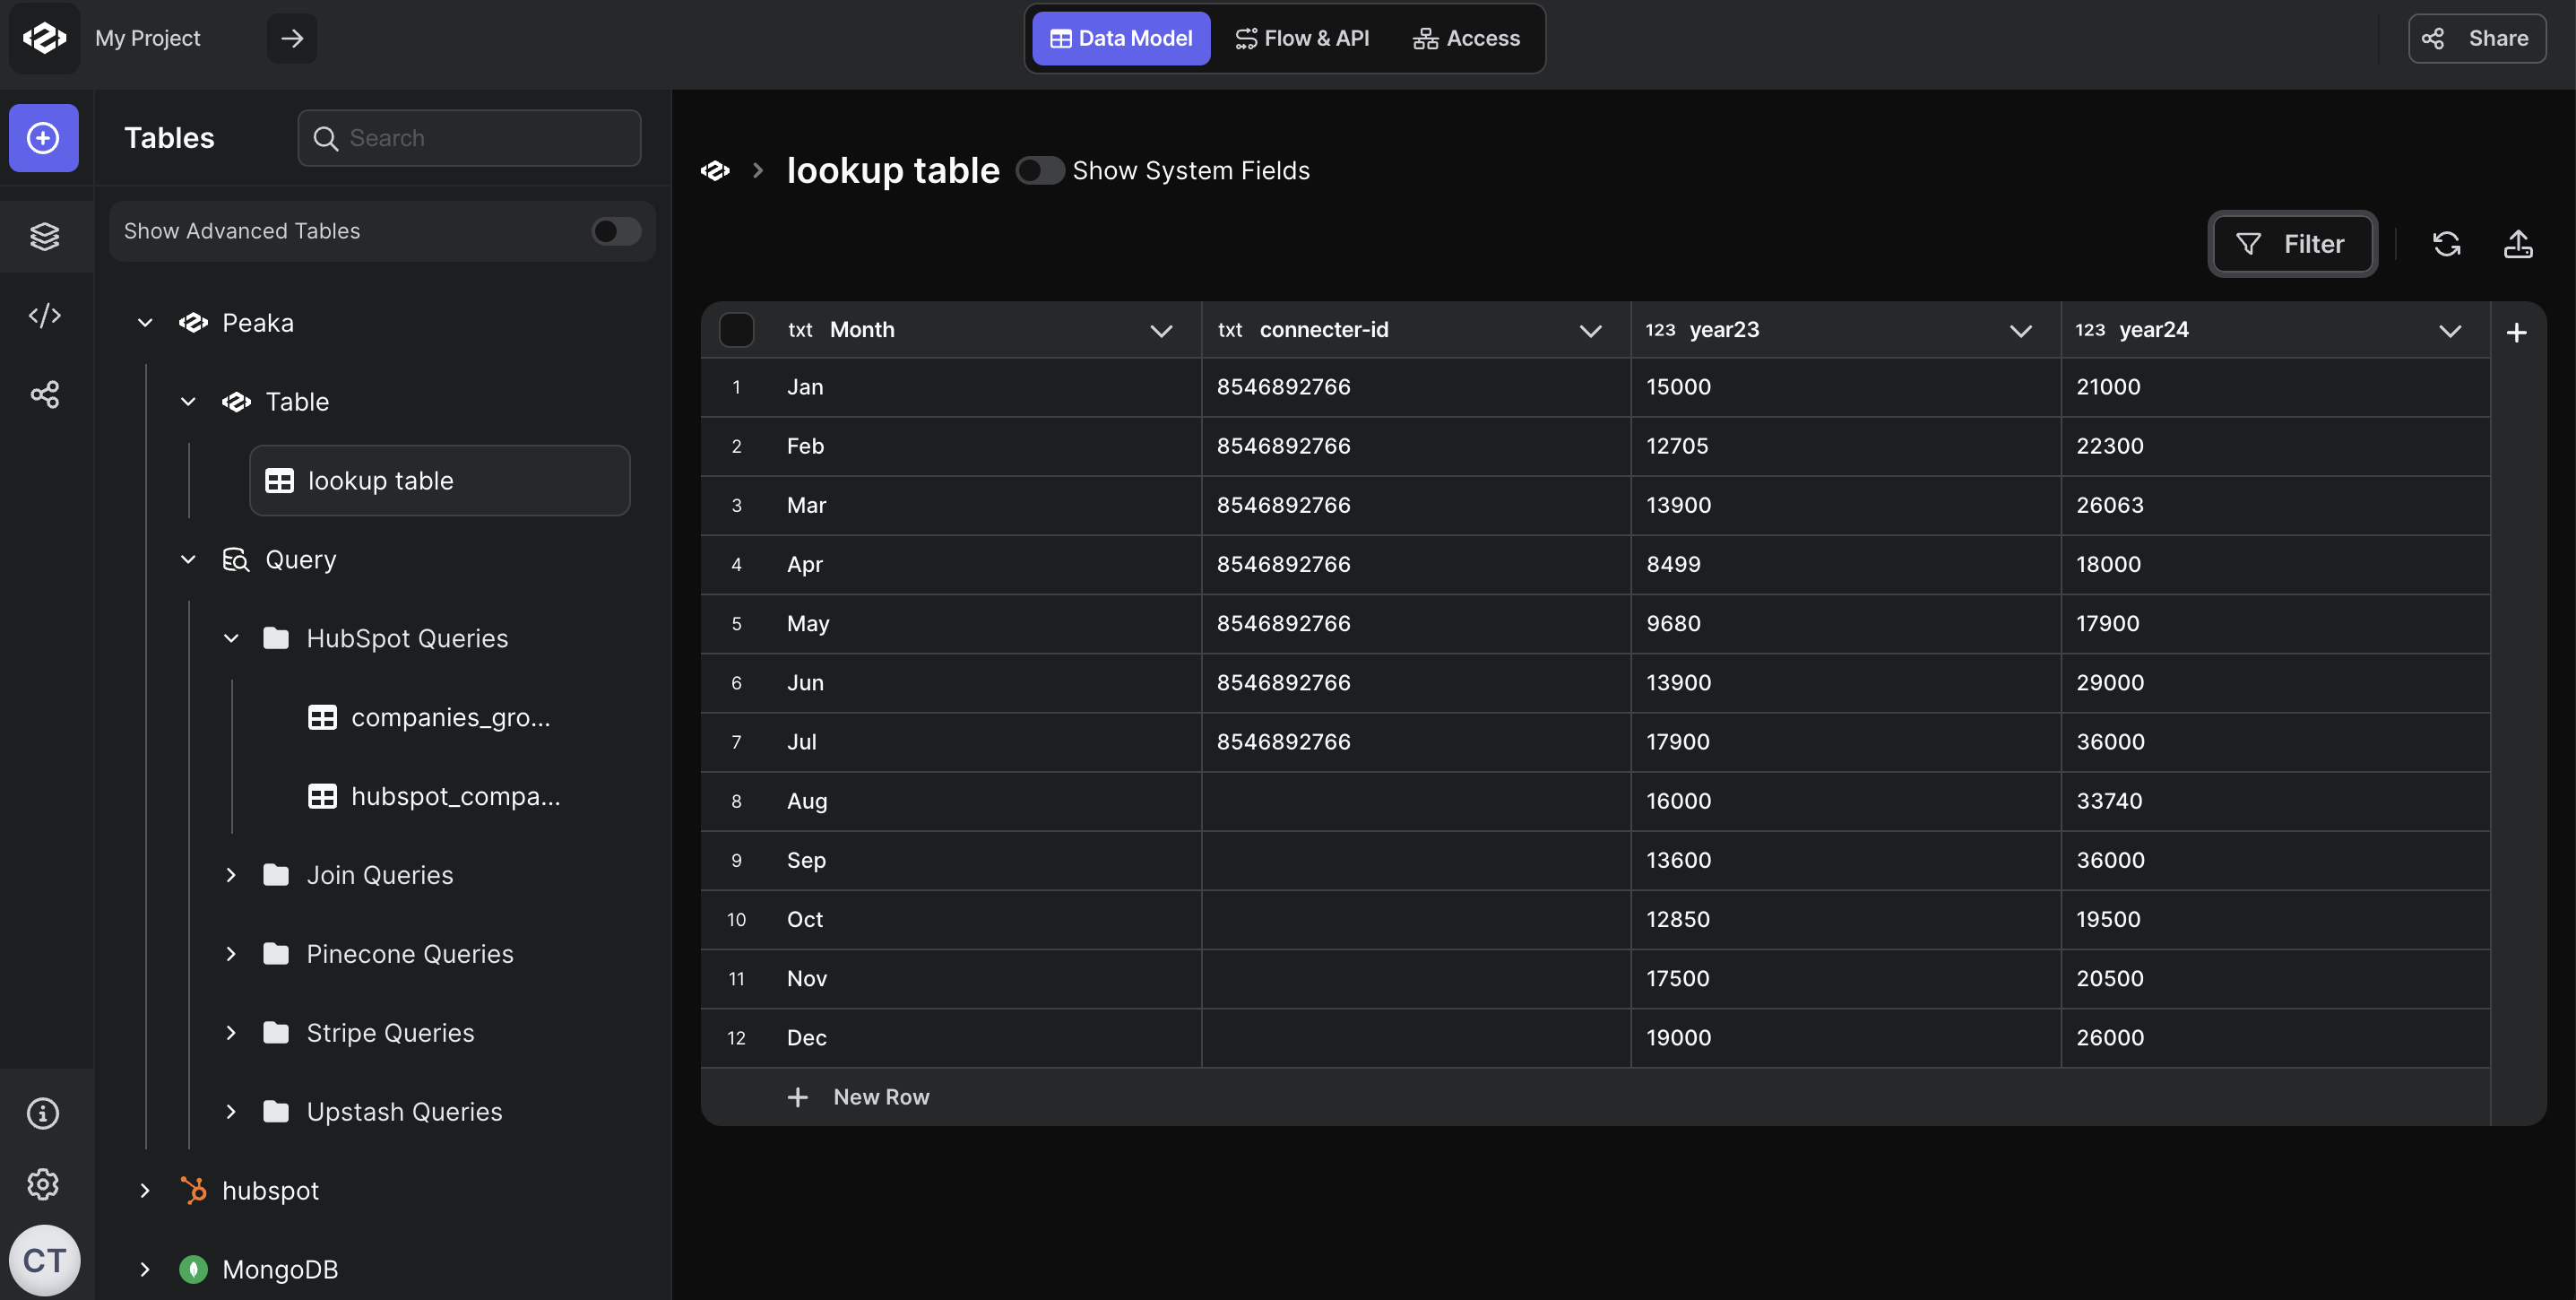 My Project
Data Model
Flow & API
Access
Share
Tables
Search
Show Advanced Tables
Peaka
Table
lookup table
Query
HubSpot Queries
companies_gro...
hubspot_compa...
Join Queries
Pinecone Queries
Stripe Queries
Upstash Queries
hubspot
MongoDB
CT
lookup table Show System Fields
Filter
txt Month txt connecter-id 123 year23 123 year24
1 Jan 8546892766 15000 21000
2 Feb 8546892766 12705 22300
3 Mar 8546892766 13900 26063
4 Apr 8546892766 8499 18000
5 May 8546892766 9680 17900
6 Jun 8546892766 13900 29000
7 Jul 8546892766 17900 36000
8 Aug 16000 33740
9 Sep 13600 36000
10 Oct 12850 19500
11 Nov 17500 20500
12 Dec 19000 26000
New Row